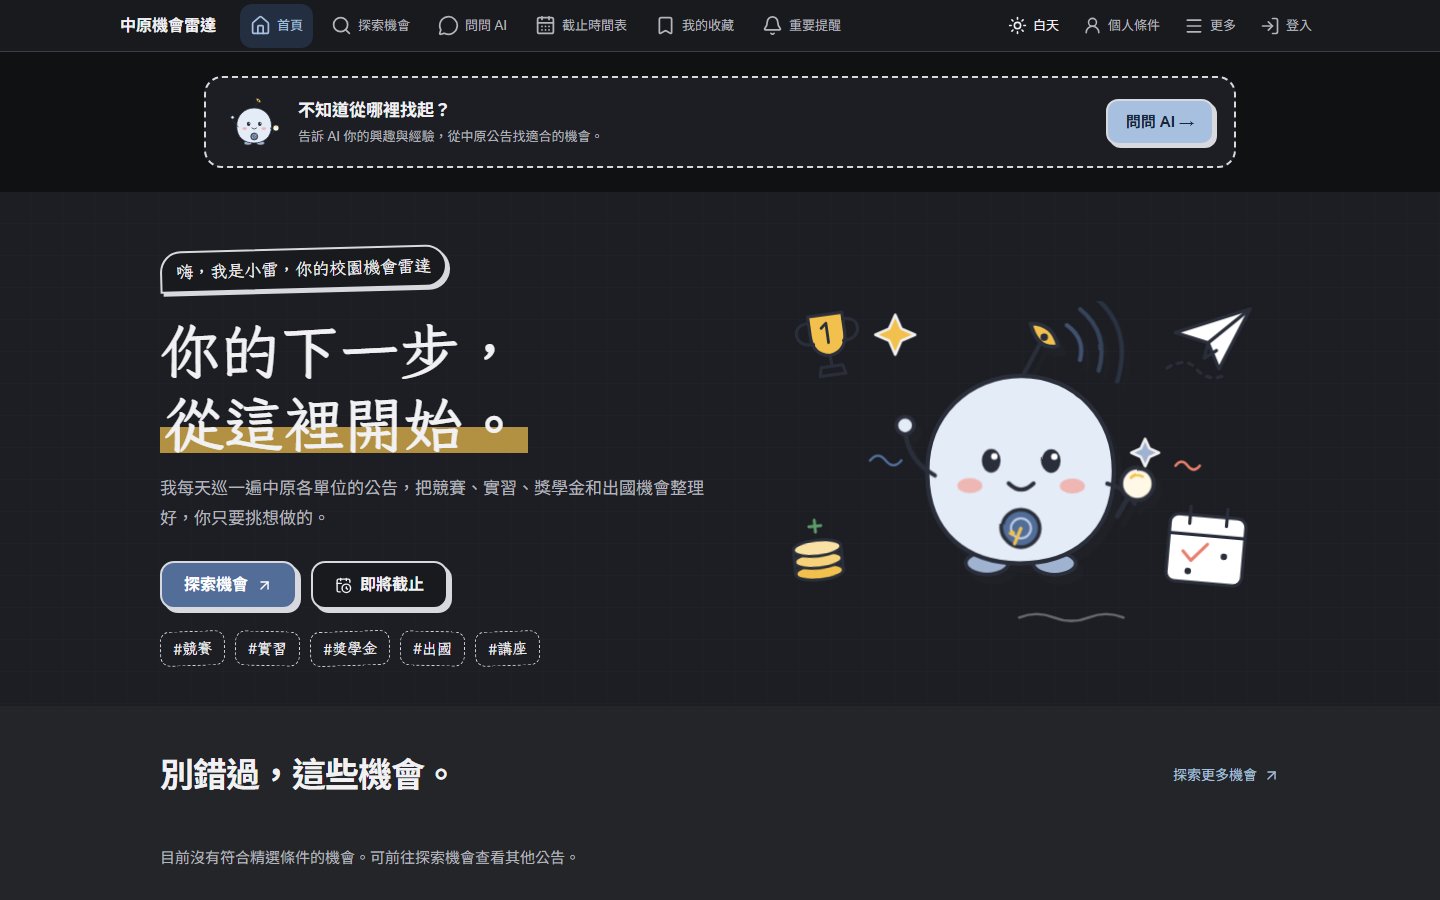 中原機會雷達
首頁
探索機會
問問 AI
截止時間表
我的收藏
重要提醒
白天
個人條件
更多
登入
不知道從哪裡找起？
告訴 AI 你的興趣與經驗，從中原公告找適合的機會。
問問 AI →
嗨，我是小雷，你的校園機會雷達
你的下一步，
從這裡開始。
我每天巡一遍中原各單位的公告，把競賽、實習、獎學金和出國機會整理
好，你只要挑想做的。
探索機會
即將截止
#競賽
#實習
#獎學金
#出國
#講座
1
別錯過，這些機會。
探索更多機會
目前沒有符合精選條件的機會。可前往探索機會查看其他公告。